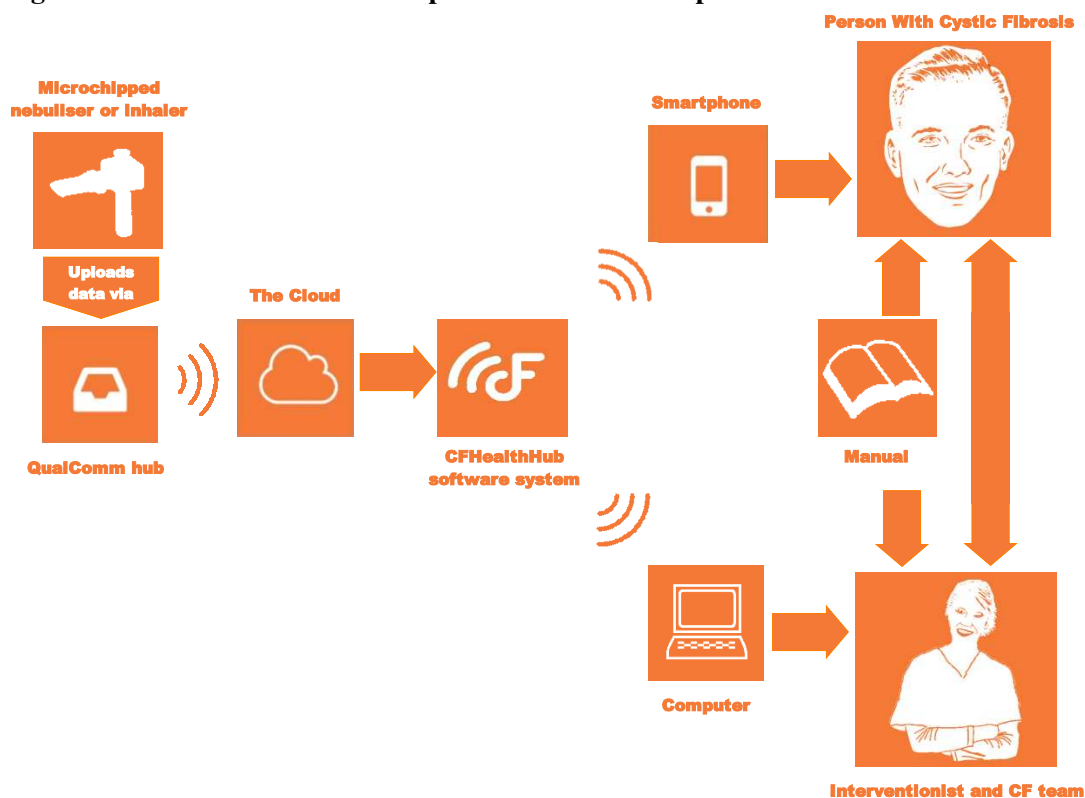 Person With Cystic Fibrosis
Microchipped
nebuliser or inhaler
Smartphone
Uploads
data via
The Cloud
QualComm hub
CFHealthHub
software system
Manual
Computer
Interventionist and CF team